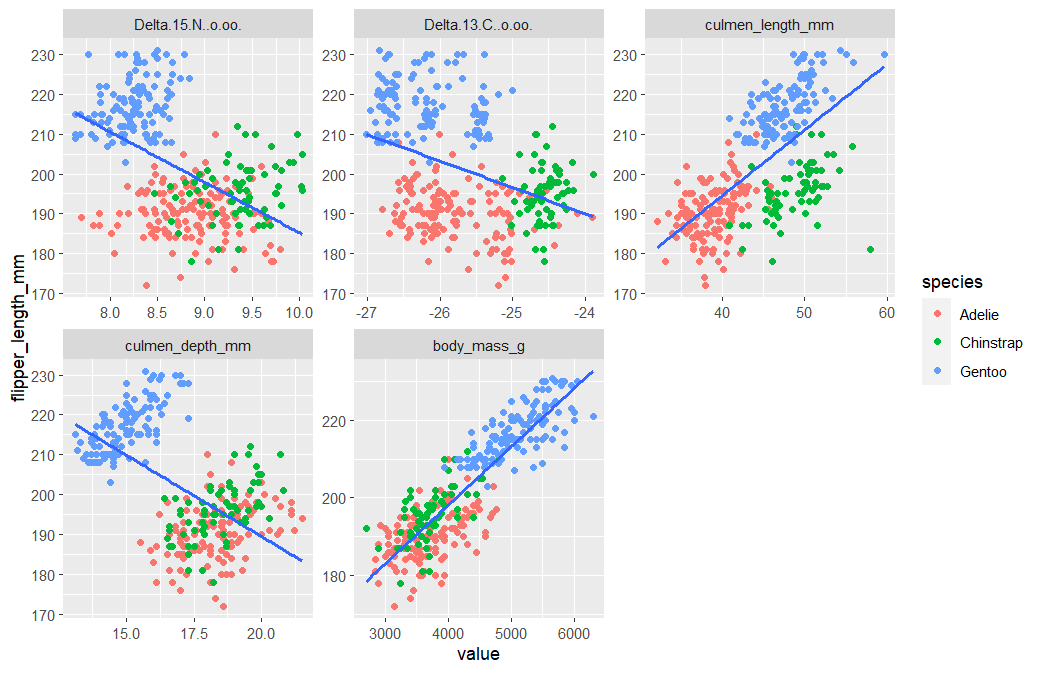 Delta.15.N..o.oo.
Delta.13.C..o.oo.
culmen_length_mm
230
220
210
200
190
180
170
8.0 8.5 9.0 9.5 10.0
230
220
210
200
190
180
170
-27 -26 -25 -24
230
220
210
200
190
180
170
40 50 60
culmen_depth_mm
body_mass_g
230
220
210
200
190
180
170
15.0 17.5 20.0
220
200
180
3000 4000 5000 6000
flipper_length_mm
value
species
Adelie
Chinstrap
Gentoo